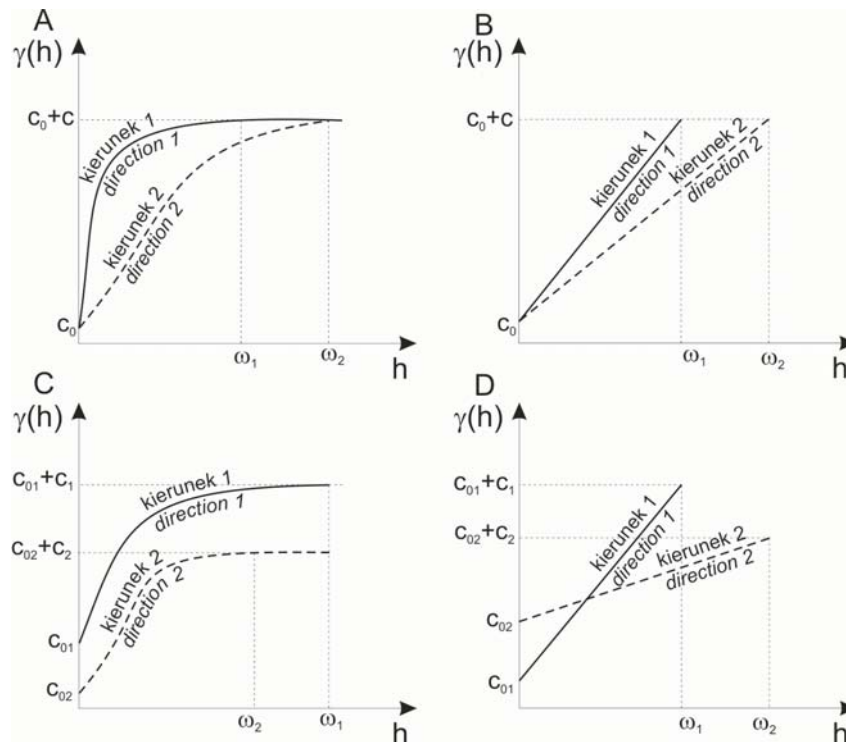 A
γ(h)
c₀+c
kierunek 1
direction 1
kierunek 2
direction 2
c₀
ω₁
ω₂
h
B
γ(h)
c₀+c
kierunek 1
direction 1
kierunek 2
direction 2
c₀
ω₁
ω₂
h
C
γ(h)
c₀₁+c₁
kierunek 1
direction 1
c₀₂+c₂
kierunek 2
direction 2
c₀₁
c₀₂
ω₂
ω₁
h
D
γ(h)
c₀₁+c₁
kierunek 1
direction 1
c₀₂+c₂
kierunek 2
direction 2
c₀₂
c₀₁
ω₁
ω₂
h